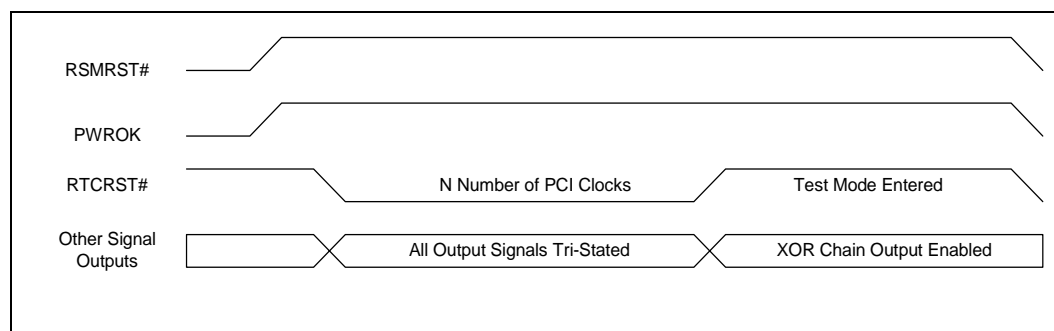 RSMRST#
PWROK
RTCRST#
N Number of PCI Clocks
Test Mode Entered
Other Signal
Outputs
All Output Signals Tri-Stated
XOR Chain Output Enabled